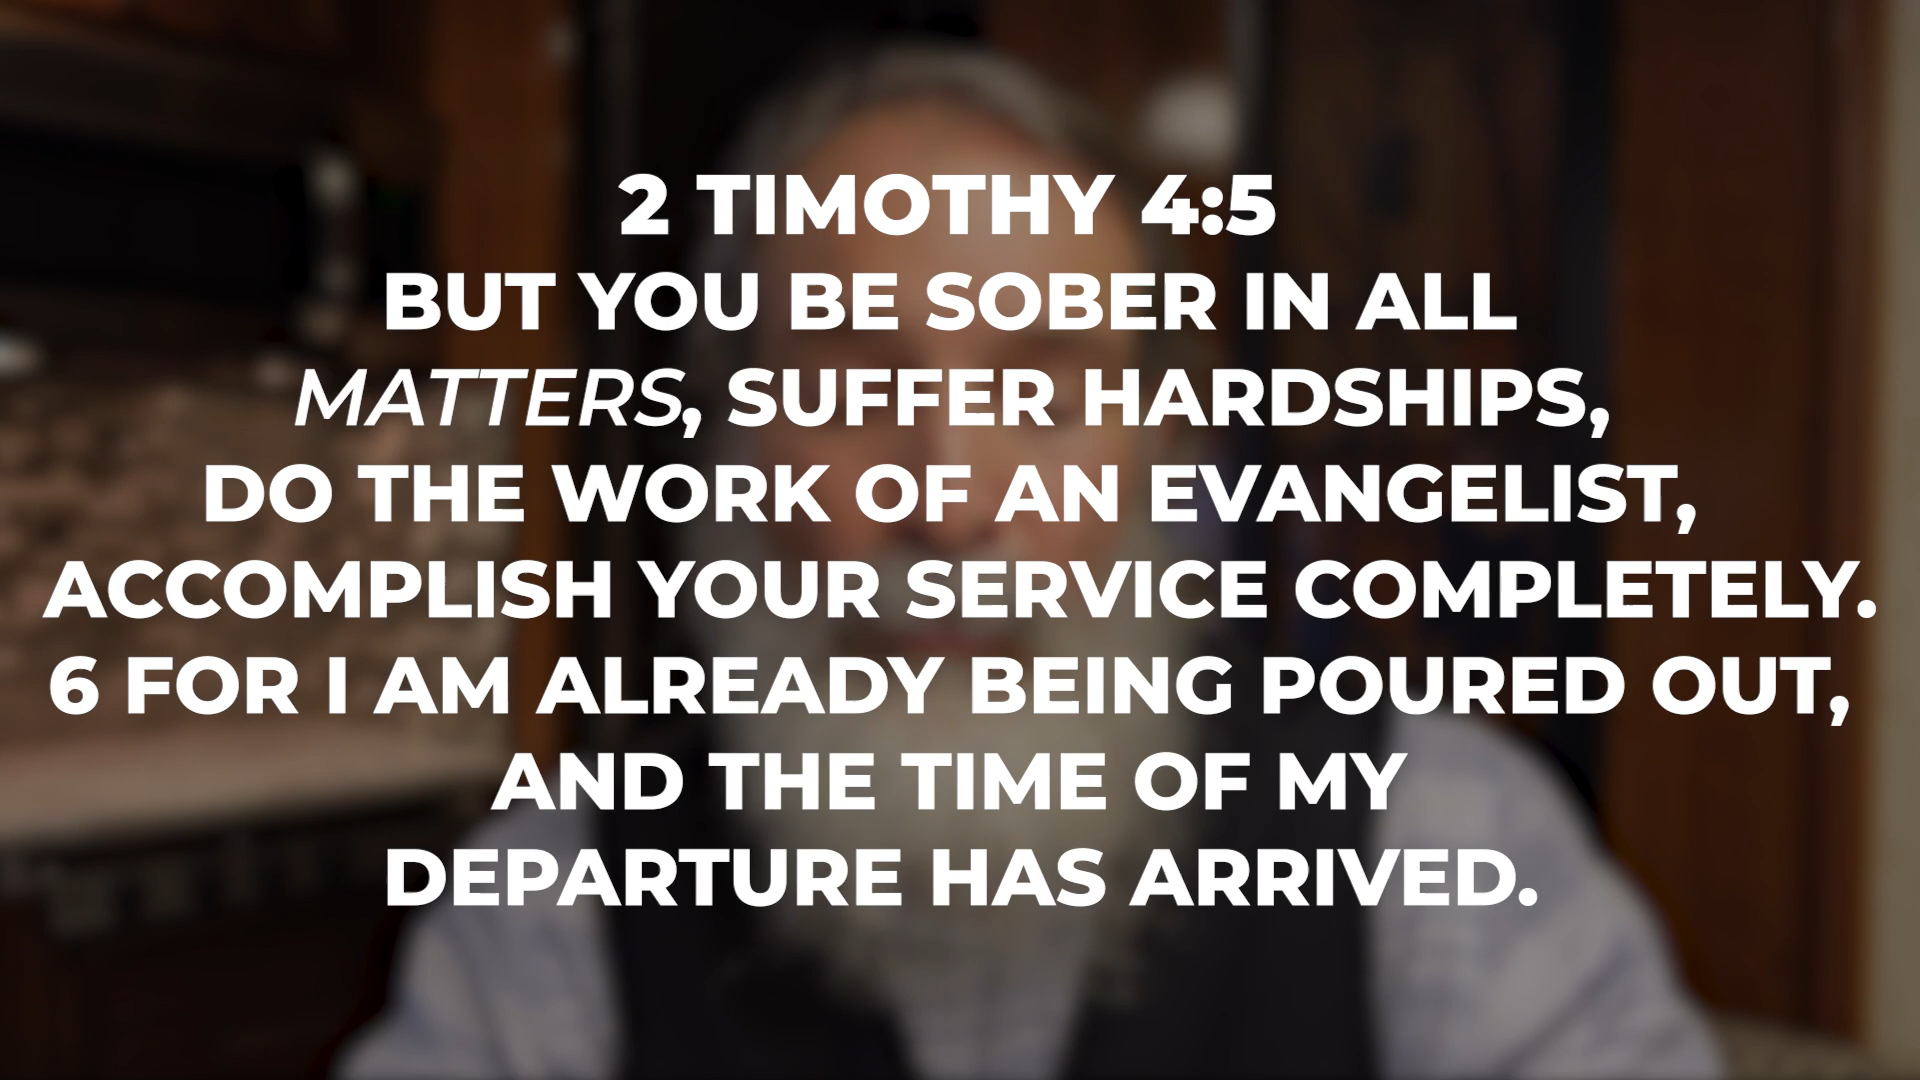 2 TIMOTHY 4:5
BUT YOU BE SOBER IN ALL
MATTERS, SUFFER HARDSHIPS,
DO THE WORK OF AN EVANGELIST,
ACCOMPLISH YOUR SERVICE COMPLETELY.
6 FOR I AM ALREADY BEING POURED OUT,
AND THE TIME OF MY
DEPARTURE HAS ARRIVED.